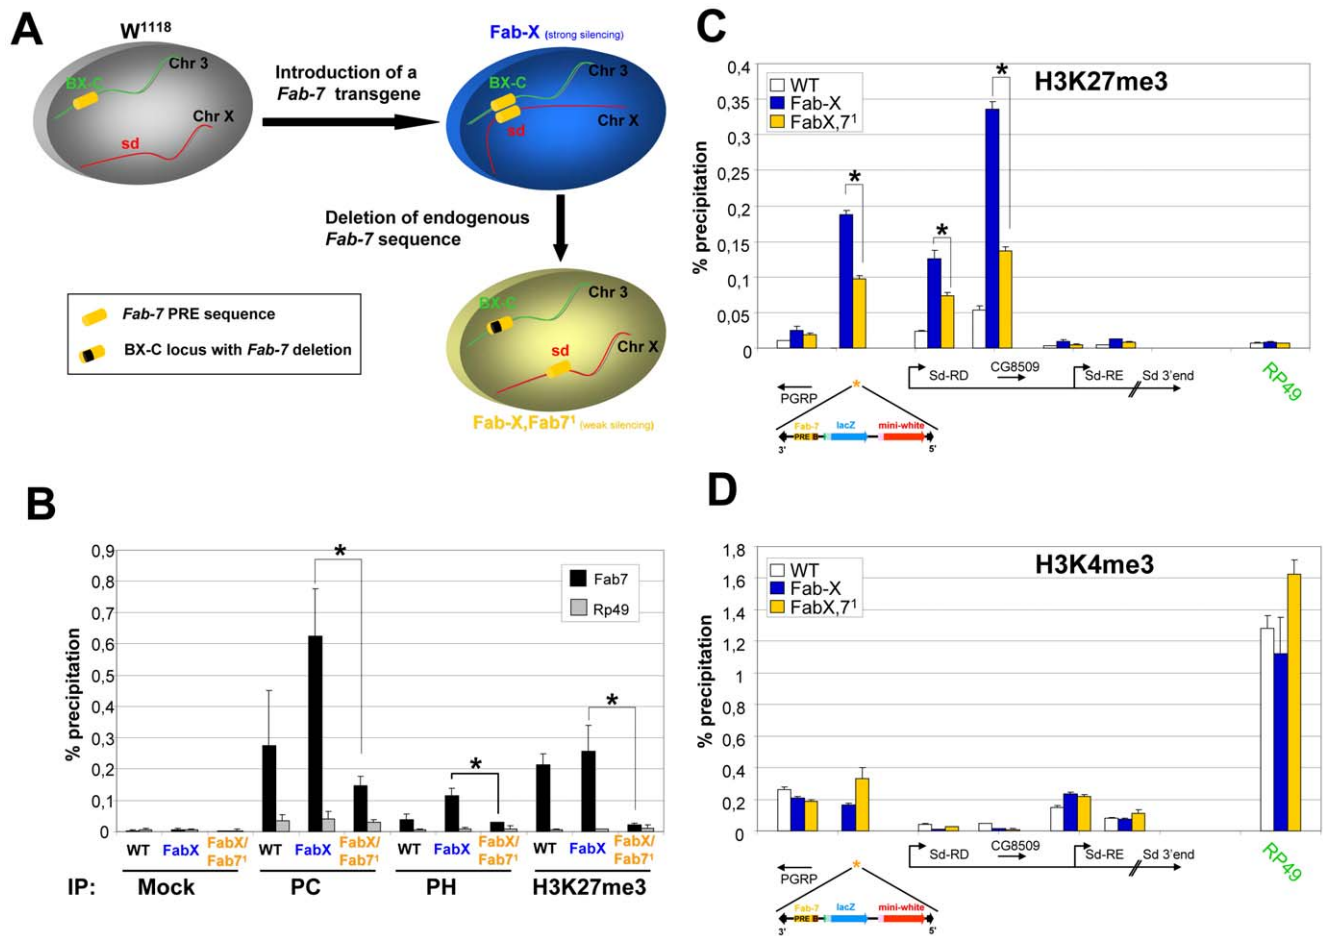 A
W1118
BX-C
Chr 3
Chr X
sd
Introduction of a
Fab-7 transgene
Fab-X (strong silencing)
BX-C
Chr 3
Chr X
sd
Deletion of endogenous
Fab-7 sequence
BX-C
Chr 3
sd
Chr X
Fab-X,Fab71 (weak silencing)
Fab-7 PRE sequence
BX-C locus with Fab-7 deletion
B
% precipitation
0,9
0,8
0,7
0,6
0,5
0,4
0,3
0,2
0,1
0
*
*
*
Fab7
Rp49
WT FabX FabX/Fab71 WT FabX FabX/Fab71 WT FabX FabX/Fab71 WT FabX FabX/Fab71
IP: Mock PC PH H3K27me3
C
H3K27me3
% precipitation
0,4
0,35
0,3
0,25
0,2
0,15
0,1
0,05
0
WT
Fab-X
FabX,71
*
*
*
PGRP
*
Sd-RD
CG8509
Sd-RE
Sd 3'end
RP49
Fab-7
PRE B
lacZ
mini-white
3'
5'
D
H3K4me3
% precipitation
1,8
1,6
1,4
1,2
1
0,8
0,6
0,4
0,2
0
WT
Fab-X
FabX,71
PGRP
*
Sd-RD
CG8509
Sd-RE
Sd 3'end
RP49
Fab-7
PRE B
lacZ
mini-white
3'
5'